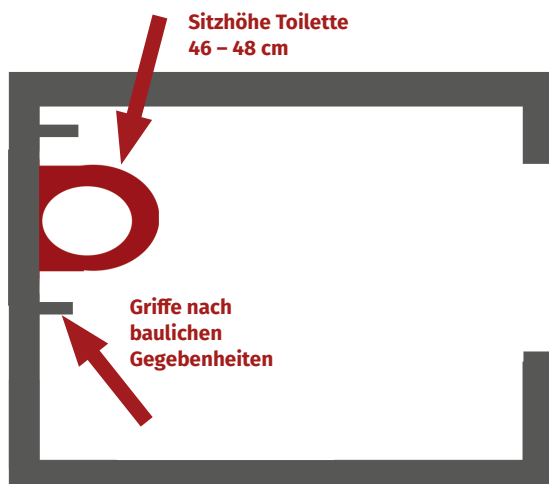 Sitzhöhe Toilette
46 – 48 cm
Griffe nach
baulichen
Gegebenheiten